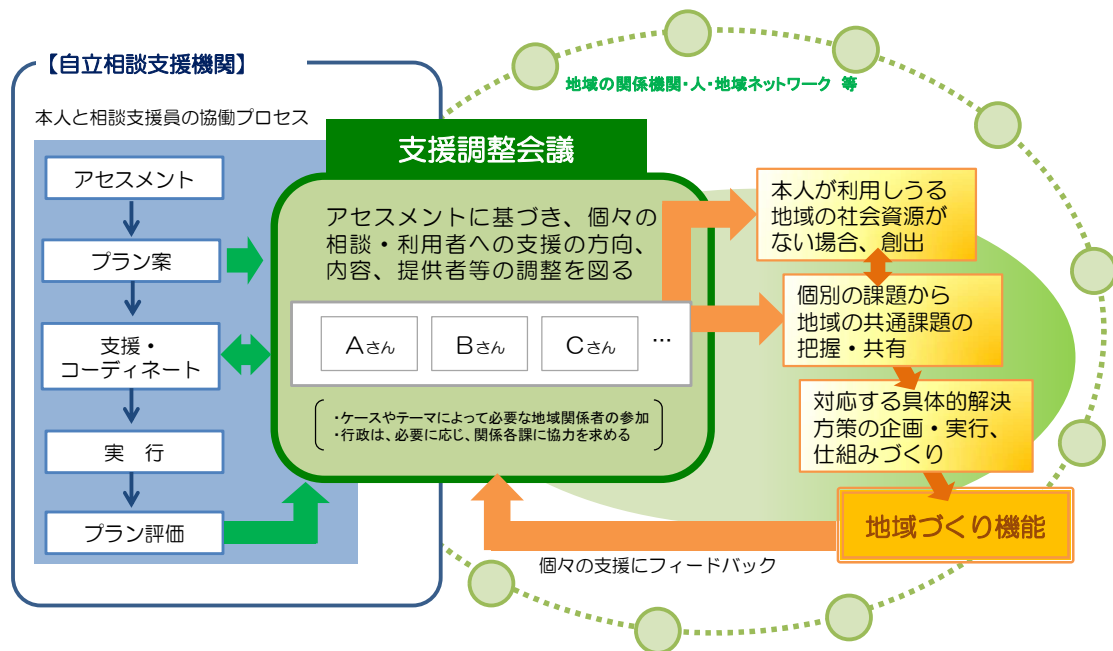 【自立相談支援機関】
本人と相談支援員の協働プロセス
アセスメント
プラン案
支援・
コーディネート
実　行
プラン評価
支援調整会議
アセスメントに基づき、個々の
相談・利用者への支援の方向、
内容、提供者等の調整を図る
Aさん
Bさん
Cさん
…
・ケースやテーマによって必要な地域関係者の参加
・行政は、必要に応じ、関係各課に協力を求める
地域の関係機関・人・地域ネットワーク 等
本人が利用しうる
地域の社会資源が
ない場合、創出
個別の課題から
地域の共通課題の
把握・共有
対応する具体的解決
方策の企画・実行、
仕組みづくり
地域づくり機能
個々の支援にフィードバック